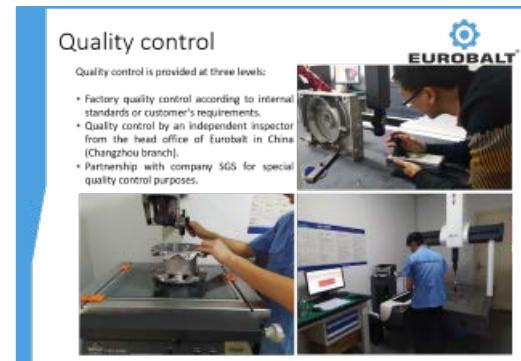 Quality control
EUROBALT
Quality control is provided at three levels:
• Factory quality control according to internal
standards or customer's requirements.
• Quality control by an independent inspector
from the head office of Eurobalt in China
(Changzhou branch).
• Partnership with company SGS for special
quality control purposes.